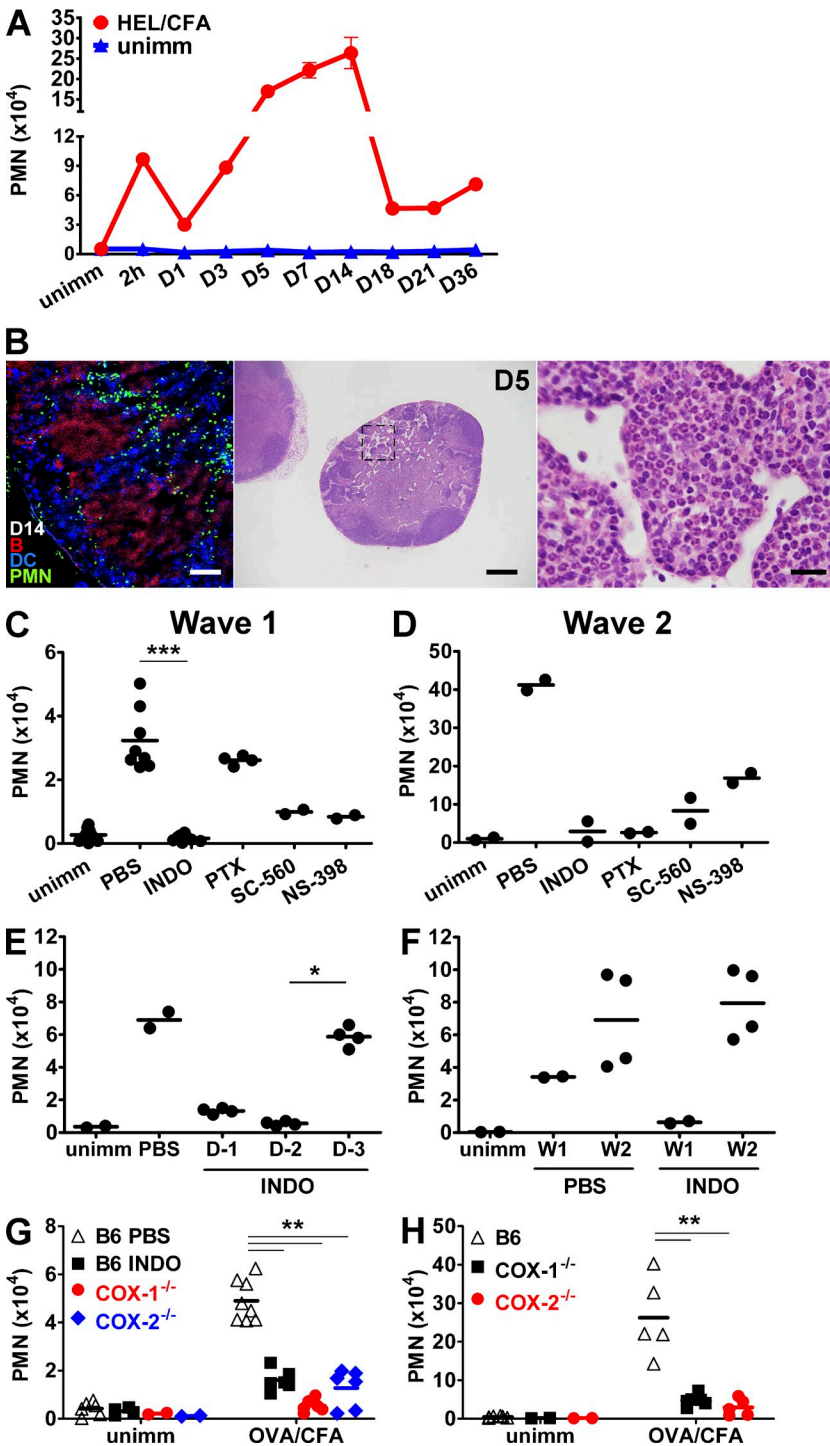 A
HEL/CFA
unimm
PMN (x10⁴)
35
30
25
20
15
12
9
6
3
0
unimm 2h D1 D3 D5 D7 D14 D18 D21 D36
B
D14
B
DC
PMN
D5
C Wave 1
PMN (x10⁴)
6
4
2
0
***
unimm PBS INDO PTX SC-560 NS-398
D Wave 2
PMN (x10⁴)
50
40
30
20
10
0
unimm PBS INDO PTX SC-560 NS-398
E
PMN (x10⁴)
12
10
8
6
4
2
0
*
unimm PBS D-1 D-2 D-3
INDO
F
PMN (x10⁴)
12
10
8
6
4
2
0
unimm W1 W2 W1 W2
PBS INDO
G
PMN (x10⁴)
8
6
4
2
0
B6 PBS
B6 INDO
COX-1⁻/⁻
COX-2⁻/⁻
**
unimm OVA/CFA
H
PMN (x10⁴)
50
40
30
20
10
0
B6
COX-1⁻/⁻
COX-2⁻/⁻
**
unimm OVA/CFA